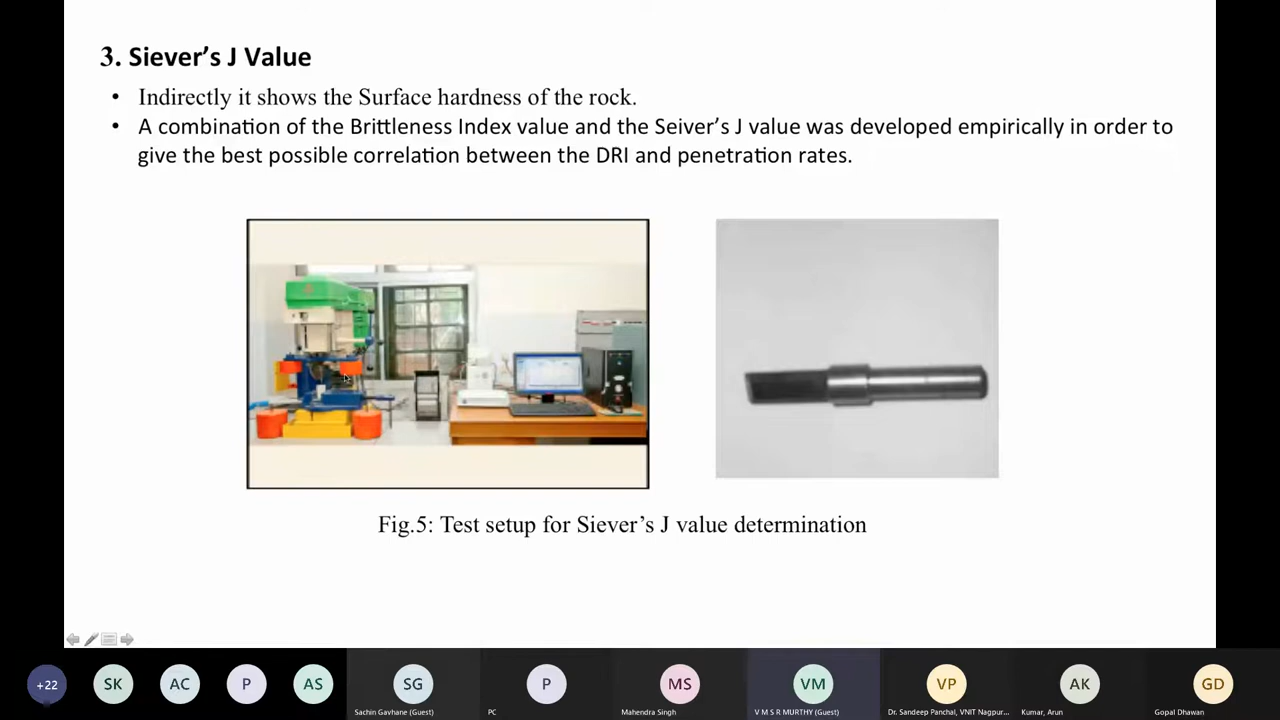 3. Siever’s J Value
• Indirectly it shows the Surface hardness of the rock.
• A combination of the Brittleness Index value and the Seiver’s J value was developed empirically in order to
give the best possible correlation between the DRI and penetration rates.
Fig.5: Test setup for Siever’s J value determination
+22
SK
AC
P
AS
SG
P
MS
VM
VP
AK
GD
Sachin Gavhane (Guest)
PC
Mahendra Singh
V M S R MURTHY (Guest)
Dr. Sandeep Panchal, VNIT Nagpur...
Kumar, Arun
Gopal Dhawan